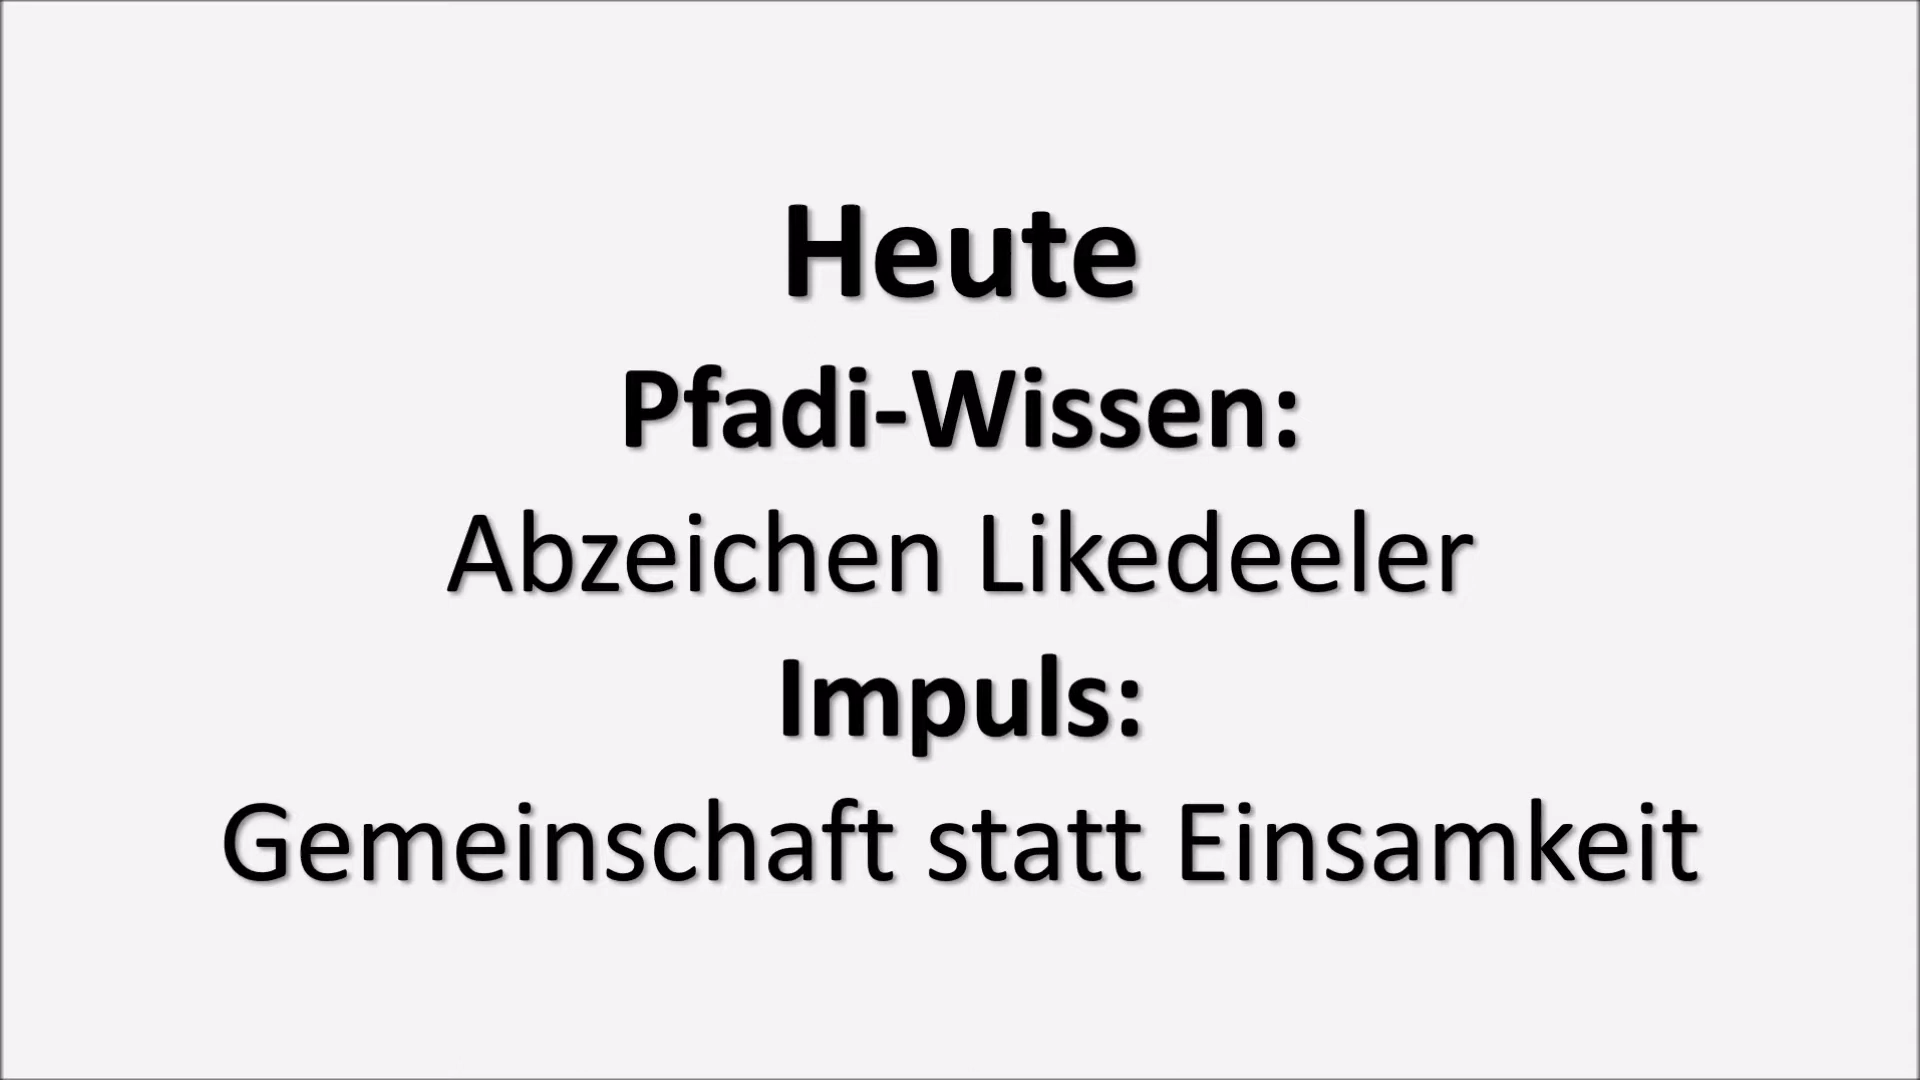 Heute
Pfadi-Wissen:
Abzeichen Likedeeler
Impuls:
Gemeinschaft statt Einsamkeit